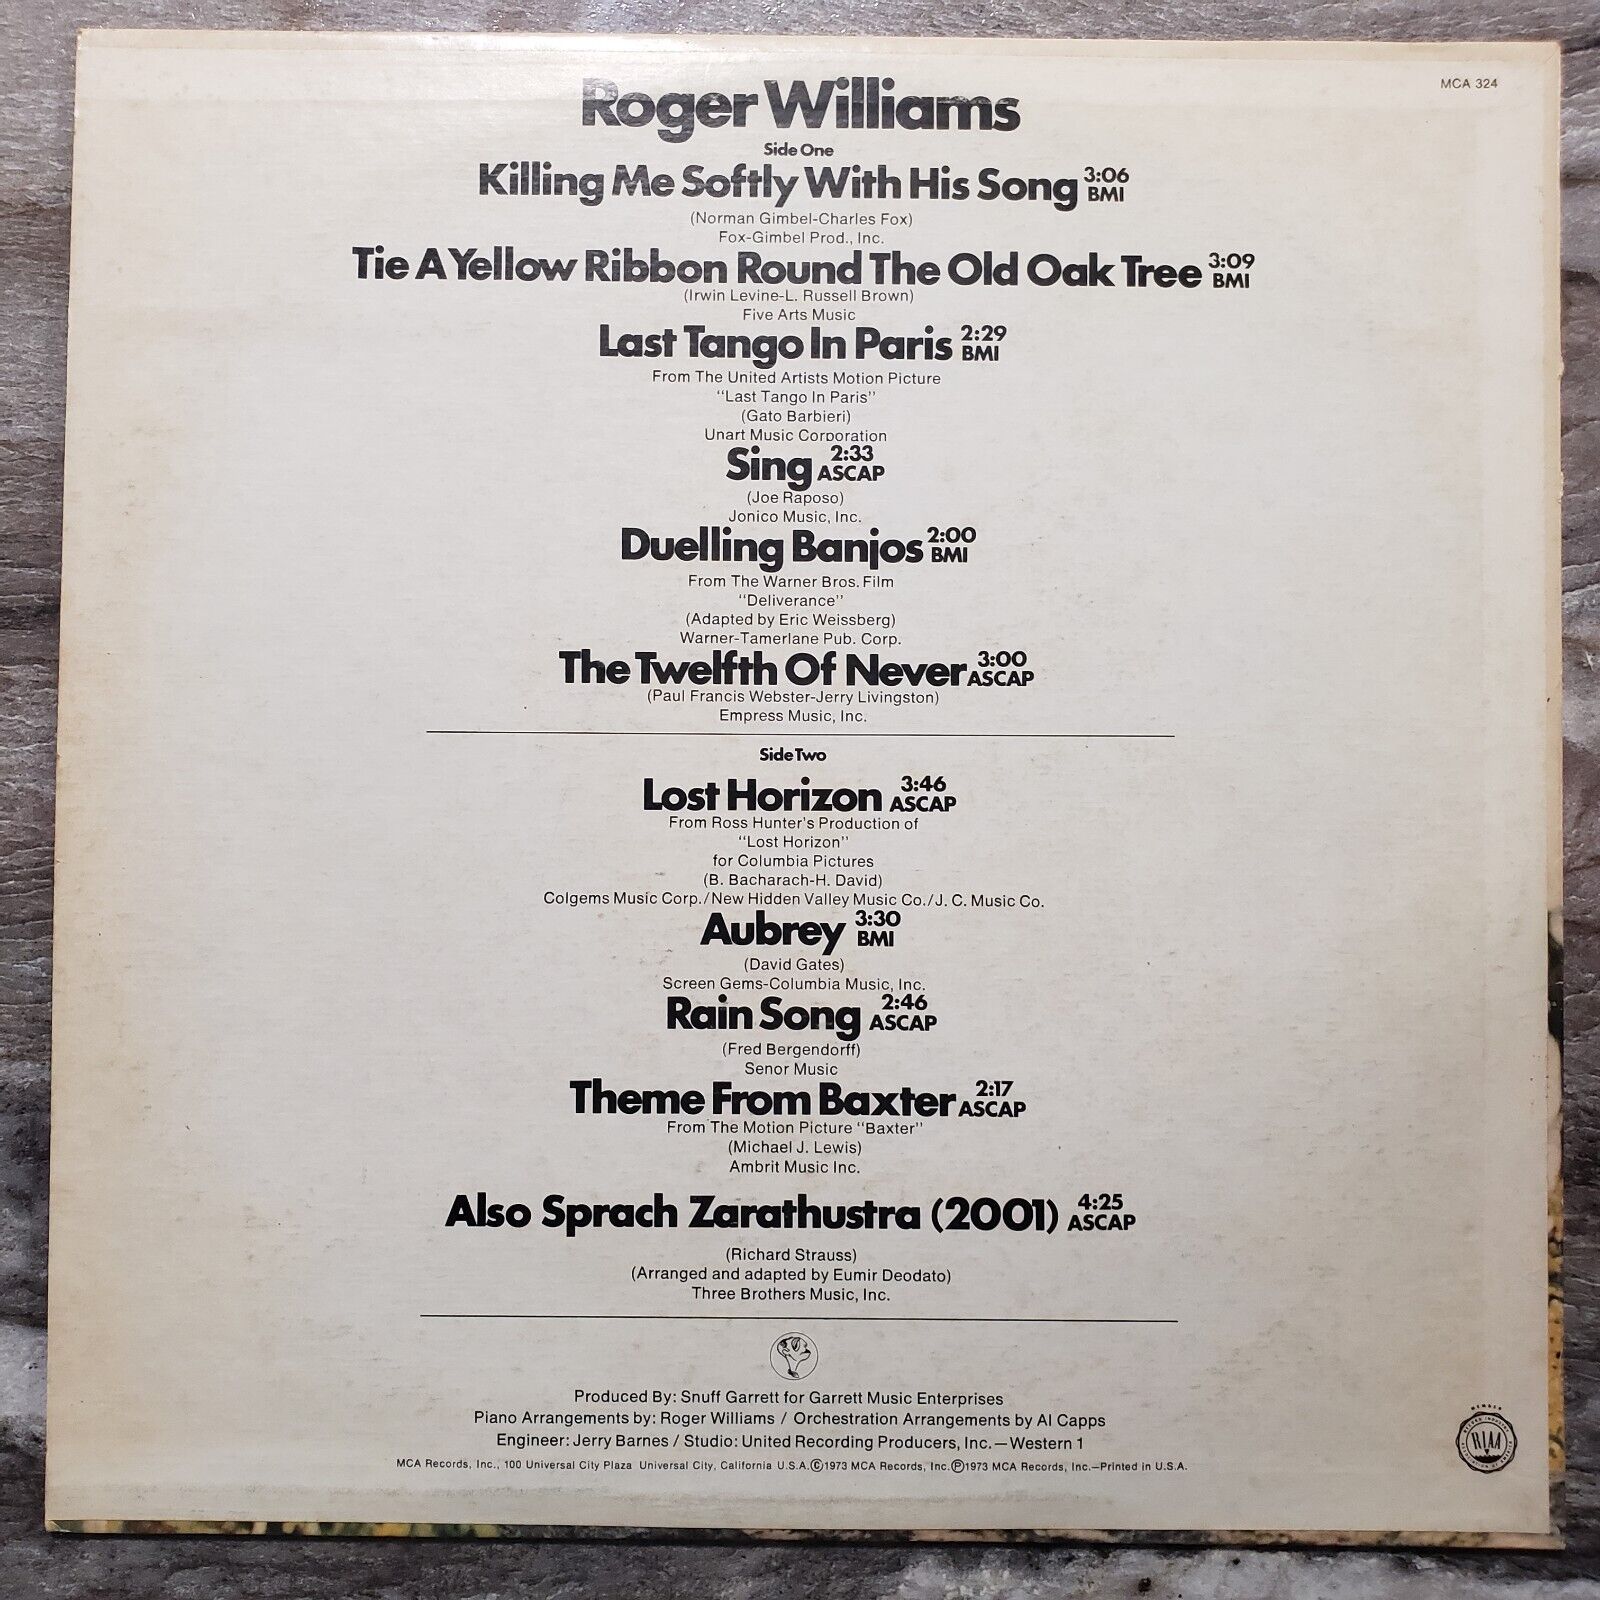 MCA 324
Roger Williams
Side One
Killing Me Softly With His Song 3:06 BMI
(Norman Gimbel-Charles Fox)
Fox-Gimbel Prod., Inc.
Tie A Yellow Ribbon Round The Old Oak Tree 3:09 BMI
(Irwin Levine-L. Russell Brown)
Five Arts Music
Last Tango In Paris 2:29 BMI
From The United Artists Motion Picture
"Last Tango In Paris"
(Gato Barbieri)
Unart Music Corporation
Sing 2:33 ASCAP
(Joe Raposo)
Jonico Music, Inc.
Duelling Banjos 2:00 BMI
From The Warner Bros. Film
"Deliverance"
(Adapted by Eric Weissberg)
Warner-Tamerlane Pub. Corp.
The Twelfth Of Never 3:00 ASCAP
(Paul Francis Webster-Jerry Livingston)
Empress Music, Inc.
Side Two
Lost Horizon 3:46 ASCAP
From Ross Hunter's Production of
"Lost Horizon"
for Columbia Pictures
(B. Bacharach-H. David)
Colgems Music Corp./New Hidden Valley Music Co./J. C. Music Co.
Aubrey 3:30 BMI
(David Gates)
Screen Gems-Columbia Music, Inc.
Rain Song 2:46 ASCAP
(Fred Bergendorff)
Senor Music
Theme From Baxter 2:17 ASCAP
From The Motion Picture "Baxter"
(Michael J. Lewis)
Ambrit Music Inc.
Also Sprach Zarathustra (2001) 4:25 ASCAP
(Richard Strauss)
(Arranged and adapted by Eumir Deodato)
Three Brothers Music, Inc.
Produced By: Snuff Garrett for Garrett Music Enterprises
Piano Arrangements by: Roger Williams / Orchestration Arrangements by Al Capps
Engineer: Jerry Barnes / Studio: United Recording Producers, Inc.—Western 1
MCA Records, Inc., 100 Universal City Plaza Universal City, California U.S.A. ©1973 MCA Records, Inc. ℗1973 MCA Records, Inc.—Printed in U.S.A.
MEMBER
RIAA